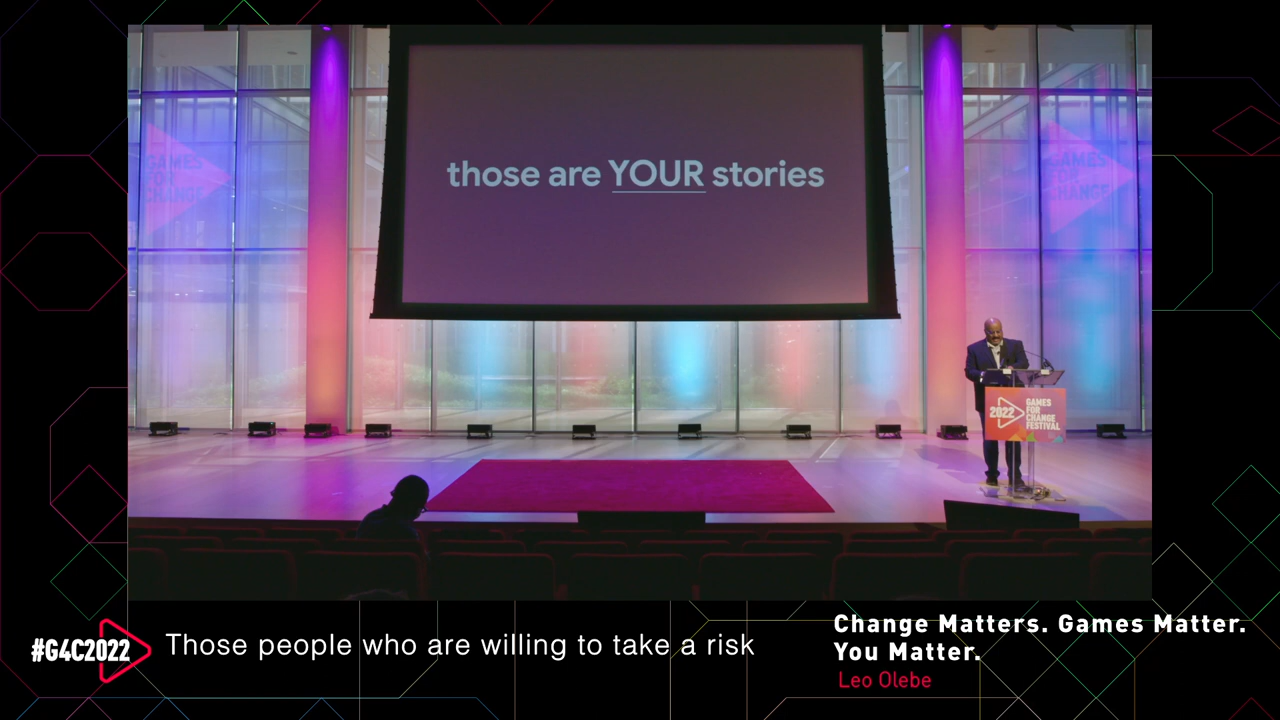 those are YOUR stories
GAMES
FOR
CHANGE
GAMES
FOR
CHANGE
2022
GAMES
FOR
CHANGE
FESTIVAL
#G4C2022
Those people who are willing to take a risk
Change Matters. Games Matter.
You Matter.
Leo Olebe